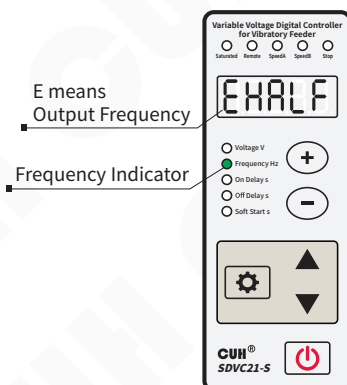 Variable Voltage Digital Controller
for Vibratory Feeder
Saturated Remote SpeedA SpeedB Stop
EHALF
E means
Output Frequency
Voltage V
Frequency Hz
Frequency Indicator
On Delay s
Off Delay s
Soft Start s
CUH®
SDVC21-S